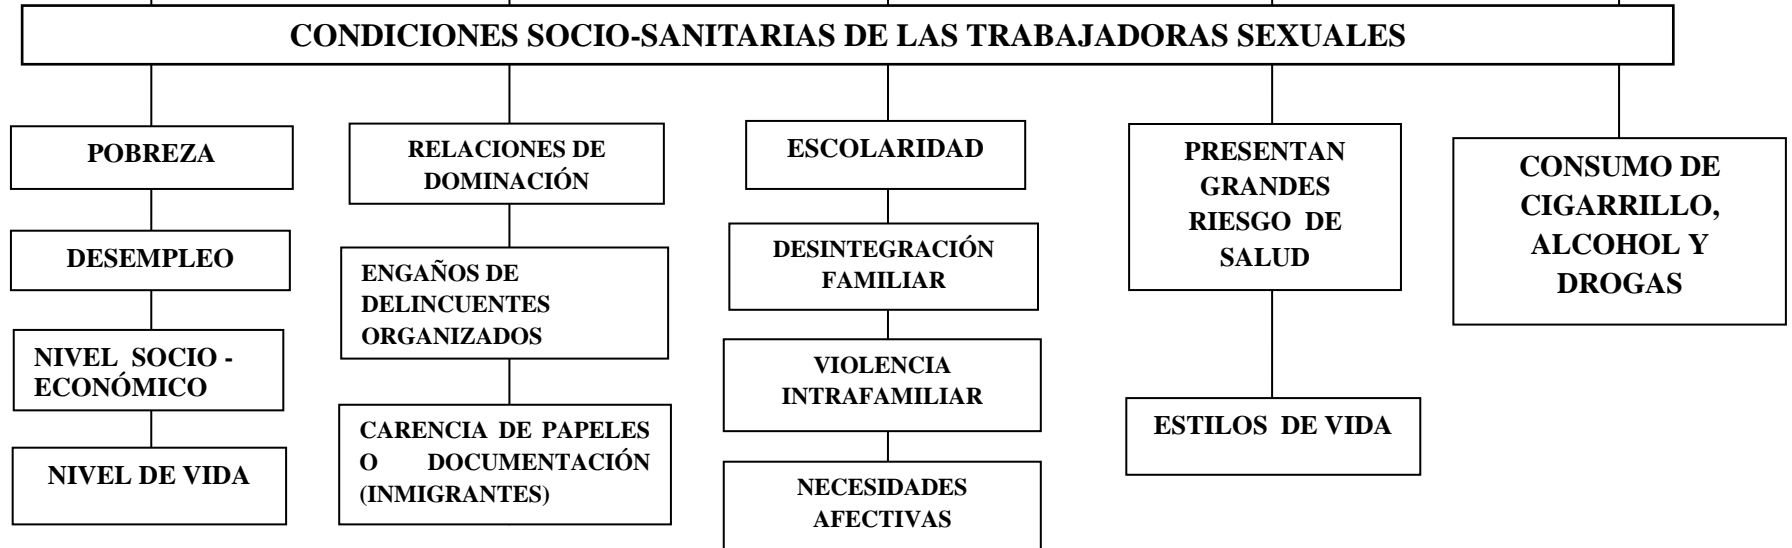 CONDICIONES SOCIO-SANITARIAS DE LAS TRABAJADORAS SEXUALES
POBREZA
DESEMPLEO
NIVEL SOCIO -
ECONÓMICO
NIVEL DE VIDA
RELACIONES DE
DOMINACIÓN
ENGAÑOS DE
DELINCUENTES
ORGANIZADOS
CARENCIA DE PAPELES
O DOCUMENTACIÓN
(INMIGRANTES)
ESCOLARIDAD
DESINTEGRACIÓN
FAMILIAR
VIOLENCIA
INTRAFAMILIAR
NECESIDADES
AFECTIVAS
PRESENTAN
GRANDES
RIESGO DE
SALUD
ESTILOS DE VIDA
CONSUMO DE
CIGARRILLO,
ALCOHOL Y
DROGAS